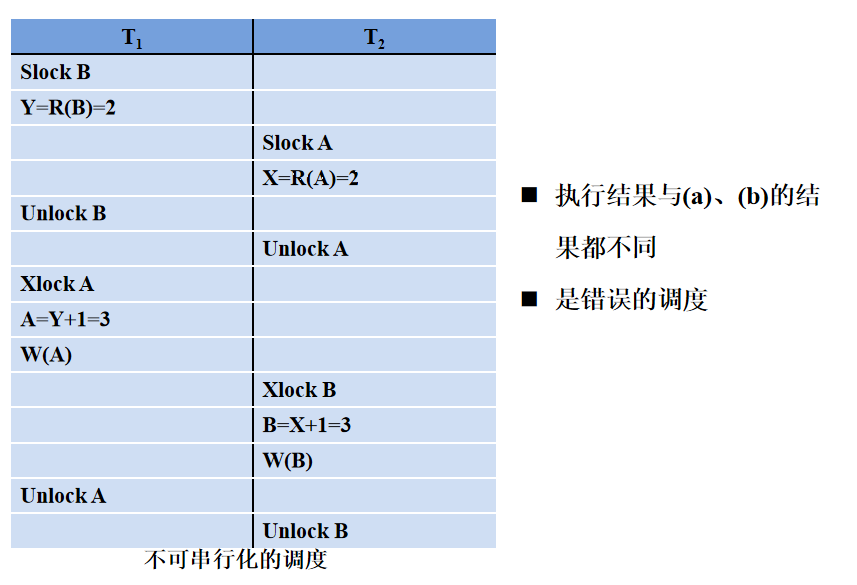 T1 T2
Slock B
Y=R(B)=2
Slock A
X=R(A)=2
Unlock B
Unlock A
Xlock A
A=Y+1=3
W(A)
Xlock B
B=X+1=3
W(B)
Unlock A
Unlock B
不可串行化的调度
■ 执行结果与(a)、(b)的结
果都不同
■ 是错误的调度